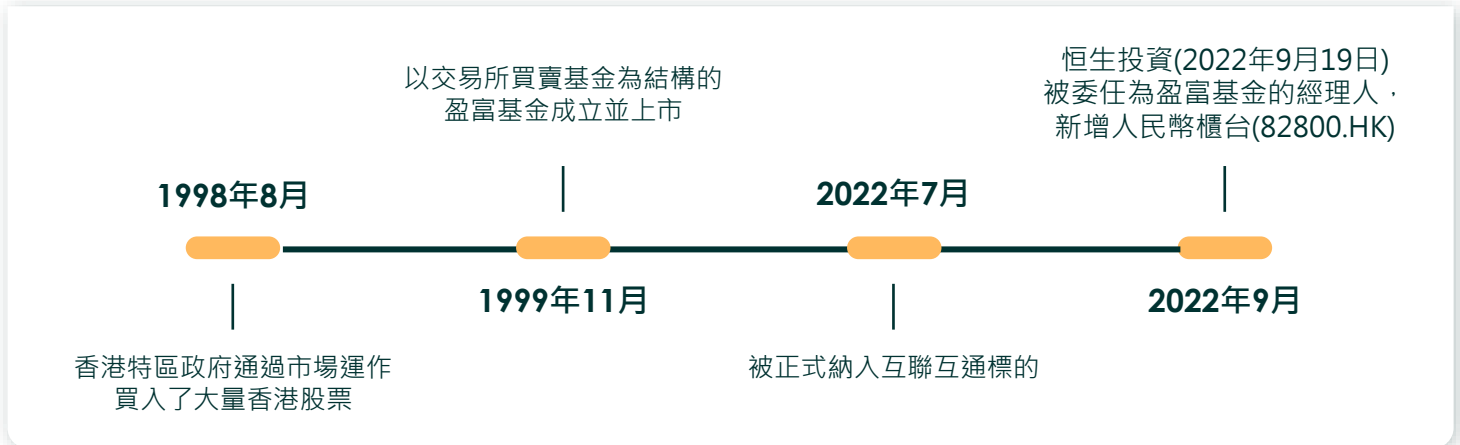 1998年8月
香港特區政府通過市場運作
買入了大量香港股票
以交易所買賣基金為結構的
盈富基金成立並上市
1999年11月
2022年7月
被正式納入互聯互通標的
恒生投資(2022年9月19日)
被委任為盈富基金的經理人，
新增人民幣櫃台(82800.HK)
2022年9月